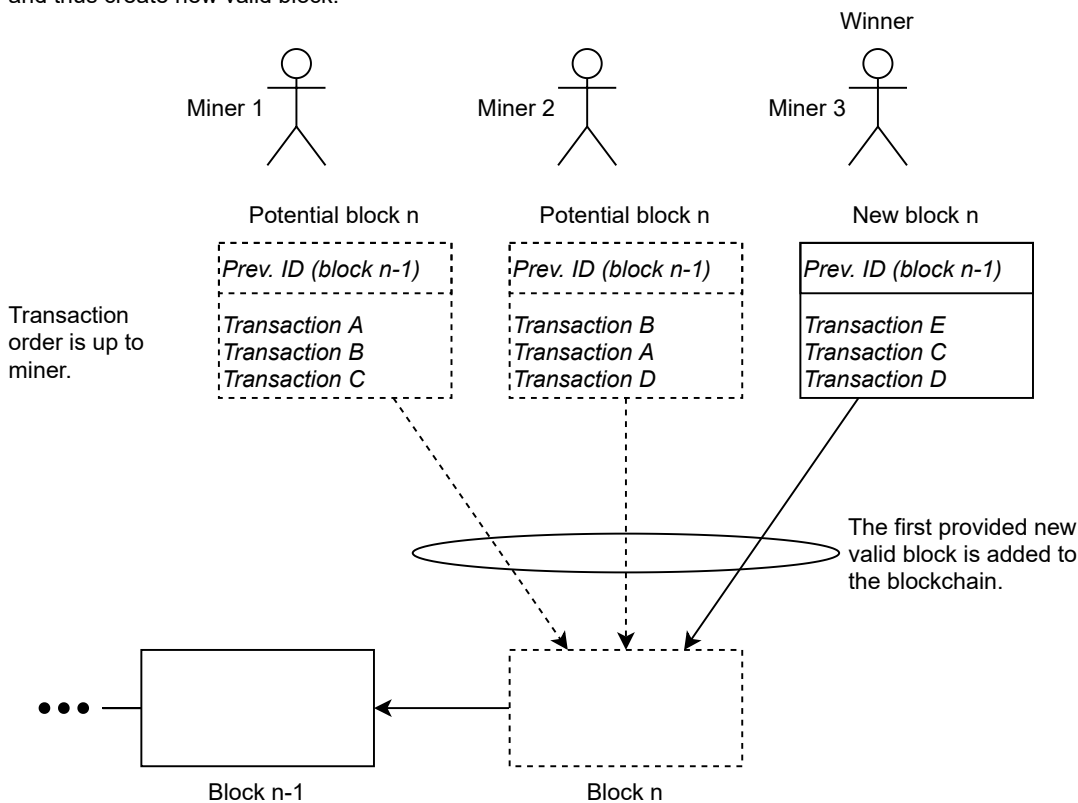 and thus create new valid block.
Winner
Miner 1
Miner 2
Miner 3
Potential block n
Potential block n
New block n
Prev. ID (block n-1)
Prev. ID (block n-1)
Prev. ID (block n-1)
Transaction
order is up to
miner.
Transaction A
Transaction B
Transaction C
Transaction B
Transaction A
Transaction D
Transaction E
Transaction C
Transaction D
The first provided new
valid block is added to
the blockchain.
Block n-1
Block n